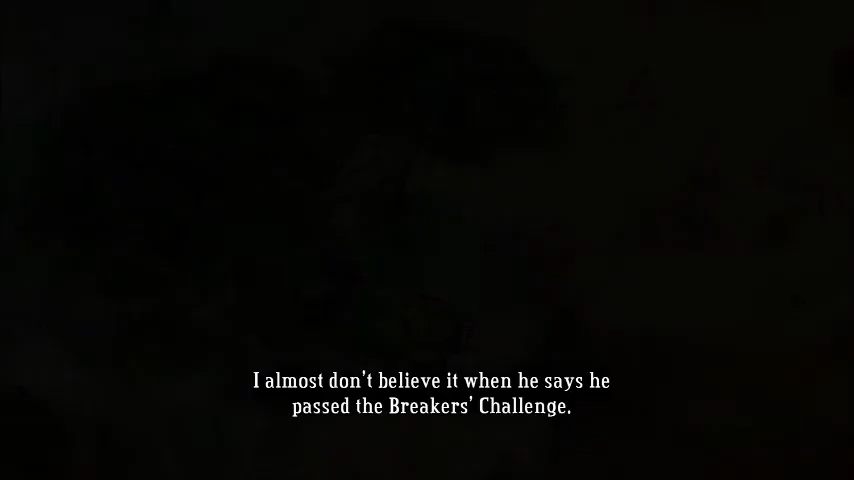 I almost don't believe it when he says he
passed the Breakers' Challenge.